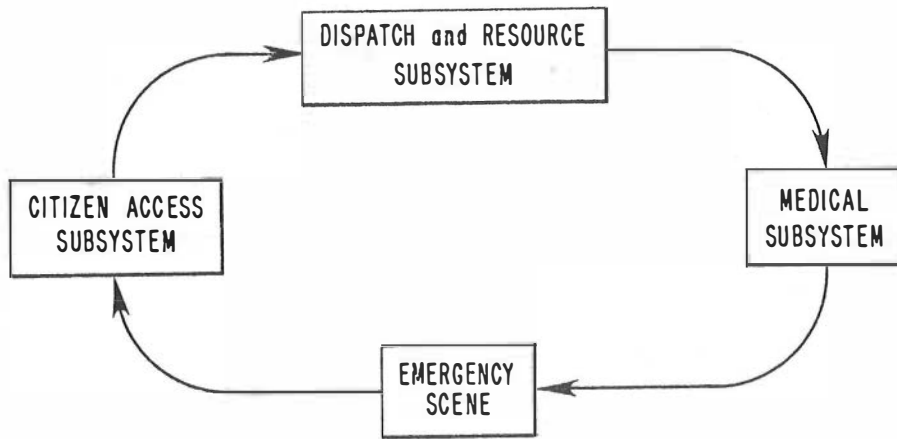 DISPATCH and RESOURCE
SUBSYSTEM
CITIZEN ACCESS
SUBSYSTEM
MEDICAL
SUBSYSTEM
EMERGENCY
SCENE